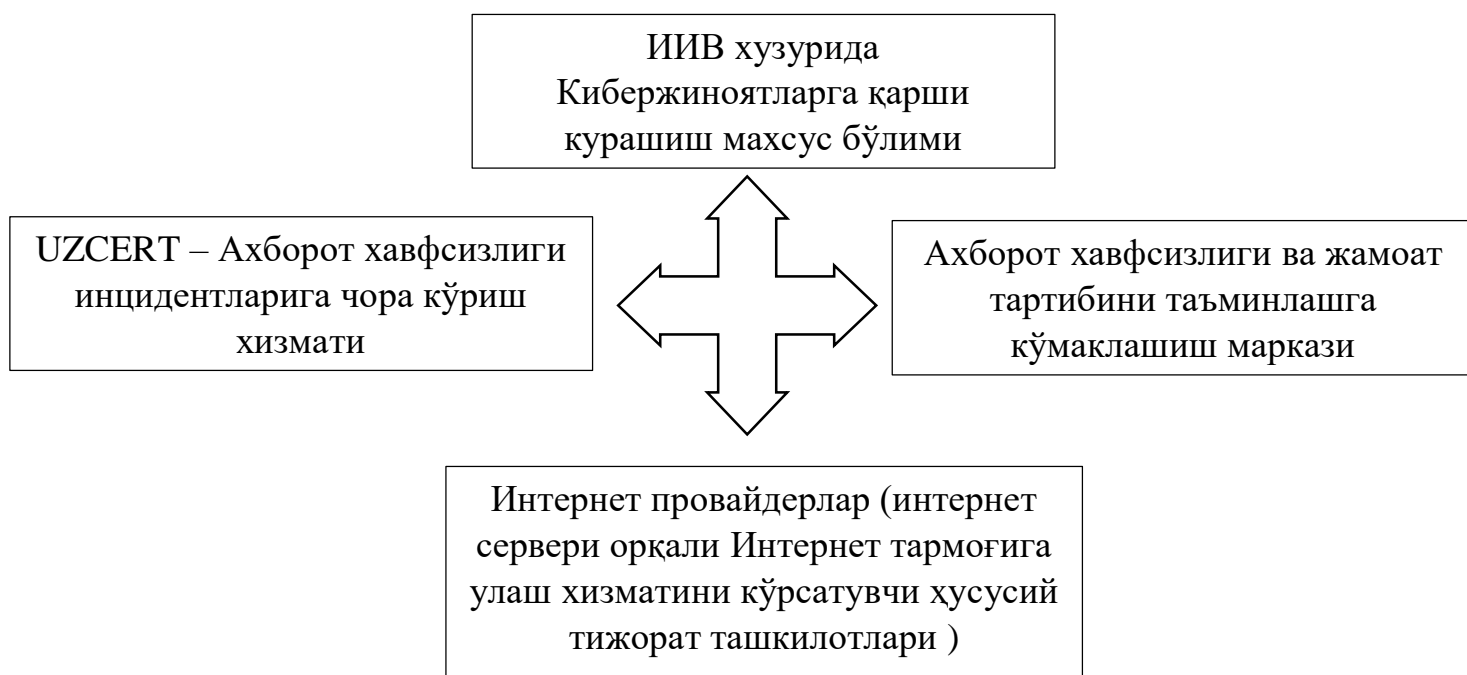 ИИВ хузурида
Кибержиноятларга қарши
курашиш махсус бўлими
UZCERT – Ахборот хавфсизлиги
инцидентларига чора кўриш
хизмати
Ахборот хавфсизлиги ва жамоат
тартибини таъминлашга
кўмаклашиш маркази
Интернет провайдерлар (интернет
сервери орқали Интернет тармоғига
улаш хизматини кўрсатувчи ҳусусий
тижорат ташкилотлари )